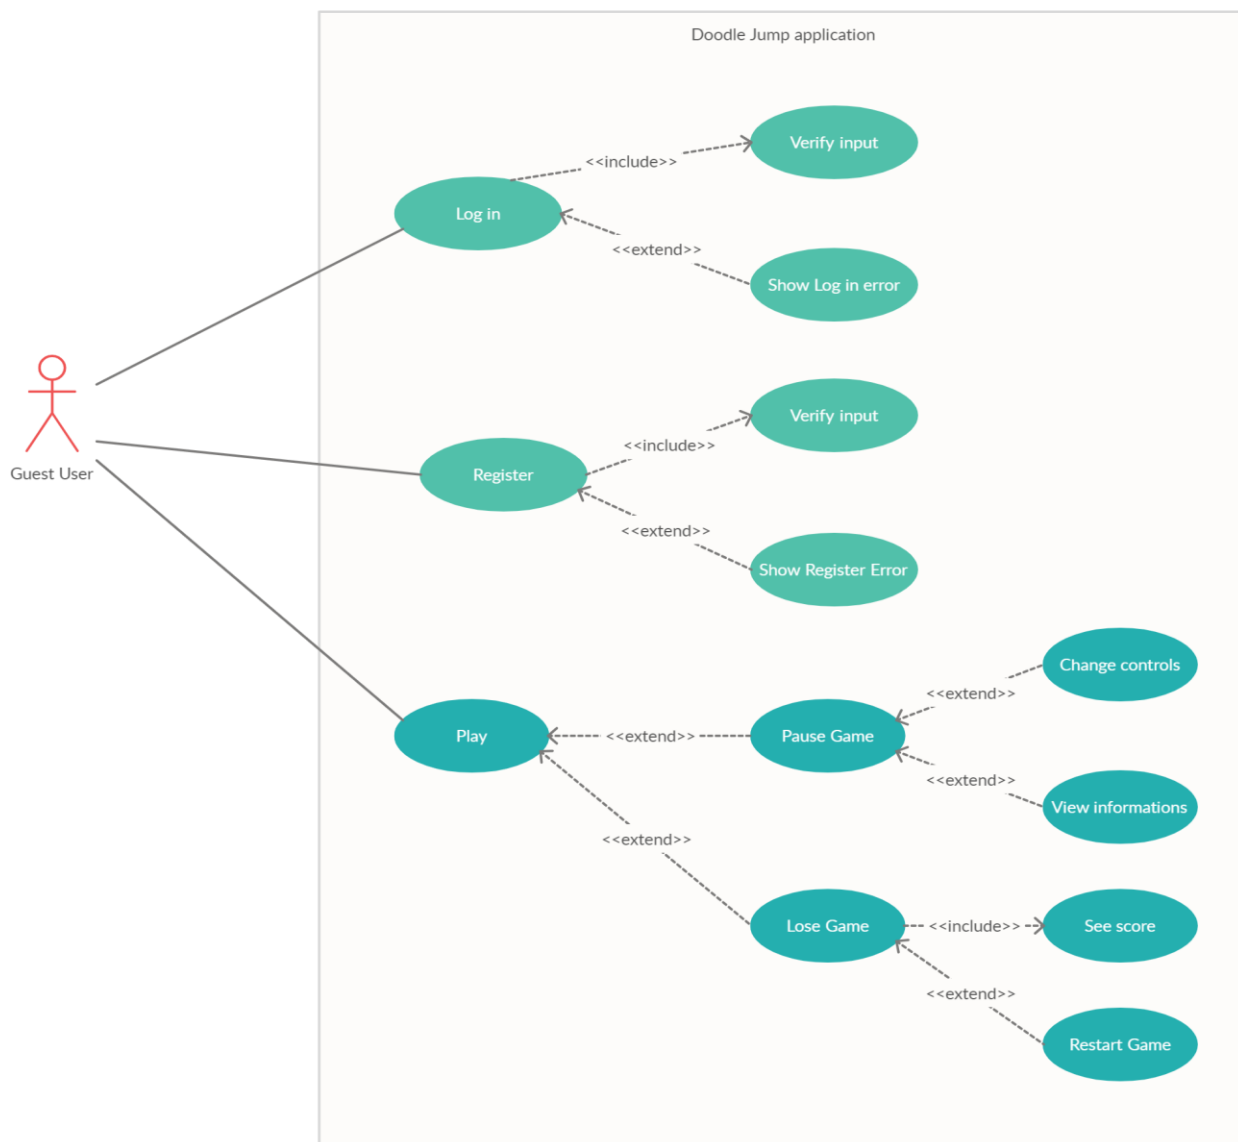 Doodle Jump application
Verify input
<<include>>
Log in
<<extend>>
Show Log in error
Guest User
Verify input
<<include>>
Register
<<extend>>
Show Register Error
Change controls
<<extend>>
Play
<<extend>>
Pause Game
<<extend>>
View informations
<<extend>>
Lose Game
<<include>>
See score
<<extend>>
Restart Game